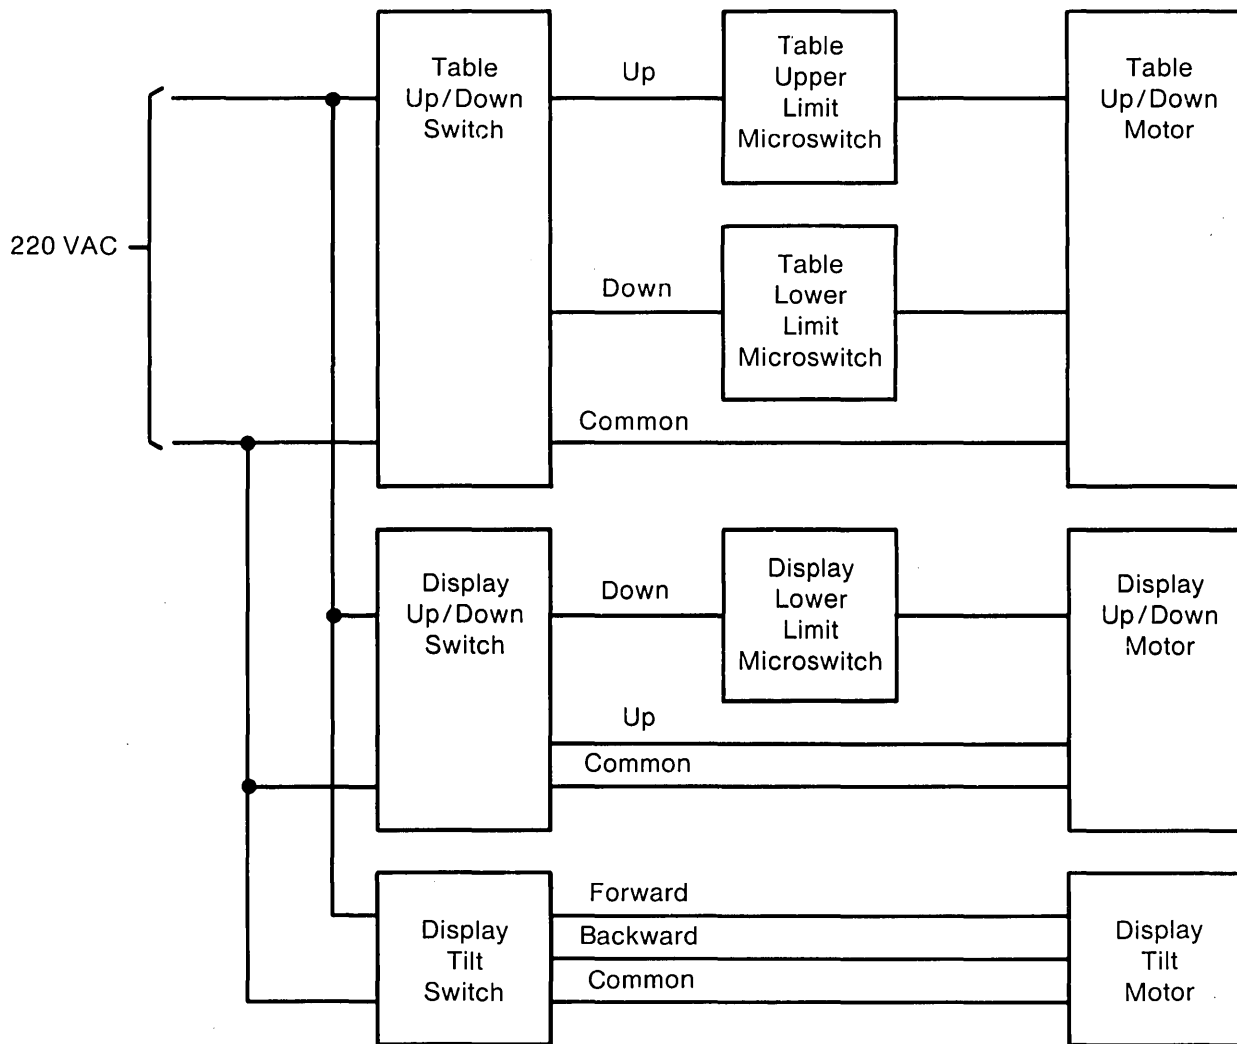 220 VAC
Table
Up/Down
Switch
Up
Table
Upper
Limit
Microswitch
Table
Up/Down
Motor
Down
Table
Lower
Limit
Microswitch
Common
Display
Up/Down
Switch
Down
Display
Lower
Limit
Microswitch
Display
Up/Down
Motor
Up
Common
Display
Tilt
Switch
Forward
Backward
Common
Display
Tilt
Motor